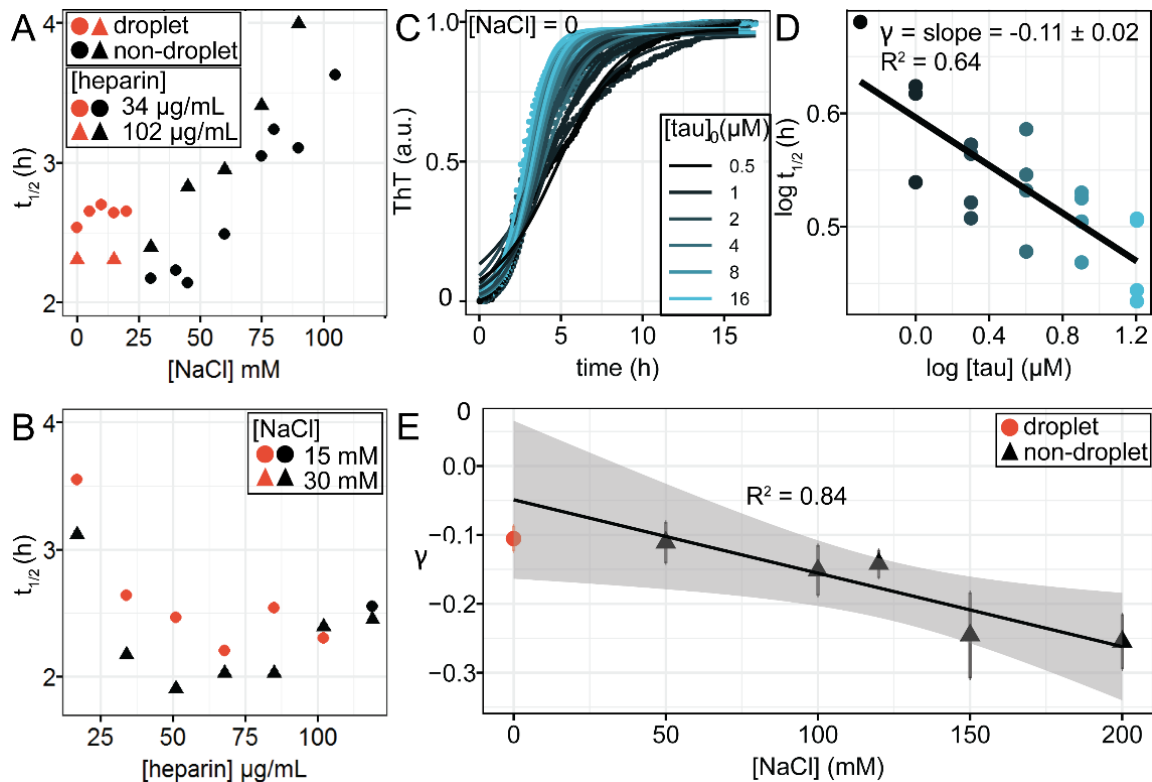 A
droplet
non-droplet
[heparin]
34 µg/mL
102 µg/mL
4
3
2
t1/2 (h)
0 25 50 75 100
[NaCl] mM
C
[NaCl] = 0
1.0
0.5
0
ThT (a.u.)
[tau]0(µM)
0.5
1
2
4
8
16
0 5 10 15
time (h)
D
γ = slope = -0.11 ± 0.02
R² = 0.64
0.6
0.5
log t1/2 (h)
0.0 0.4 0.8 1.2
log [tau] (µM)
B
[NaCl]
15 mM
30 mM
4
3
2
t1/2 (h)
25 50 75 100
[heparin] µg/mL
E
droplet
non-droplet
R² = 0.84
0
0.0
−0.1
−0.2
−0.3
γ
0 50 100 150 200
[NaCl] (mM)